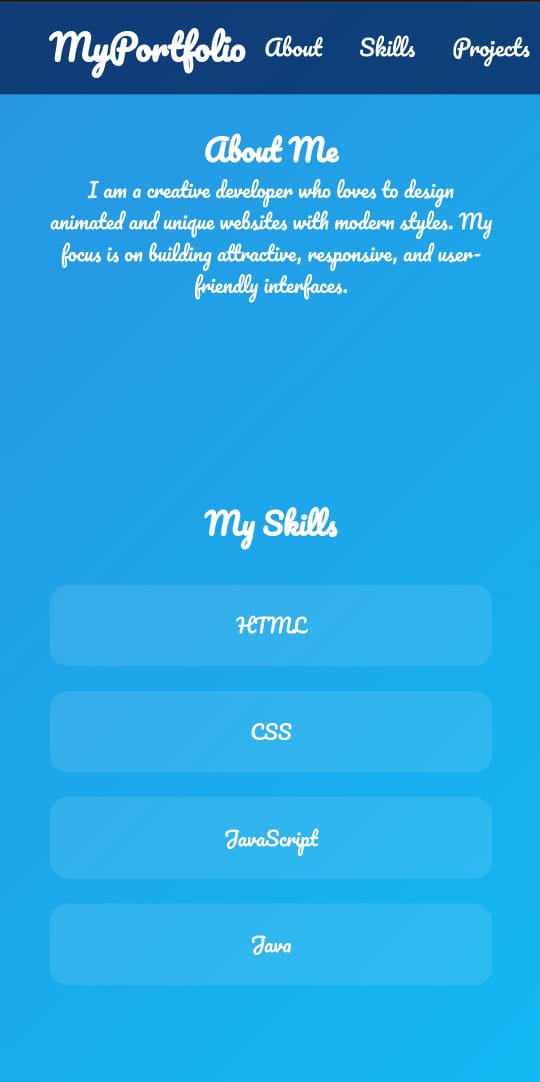 MyPortfolio About Skills Projects
About Me
I am a creative developer who loves to design
animated and unique websites with modern styles. My
focus is on building attractive, responsive, and user-
friendly interfaces.
My Skills
HTML
CSS
JavaScript
Java